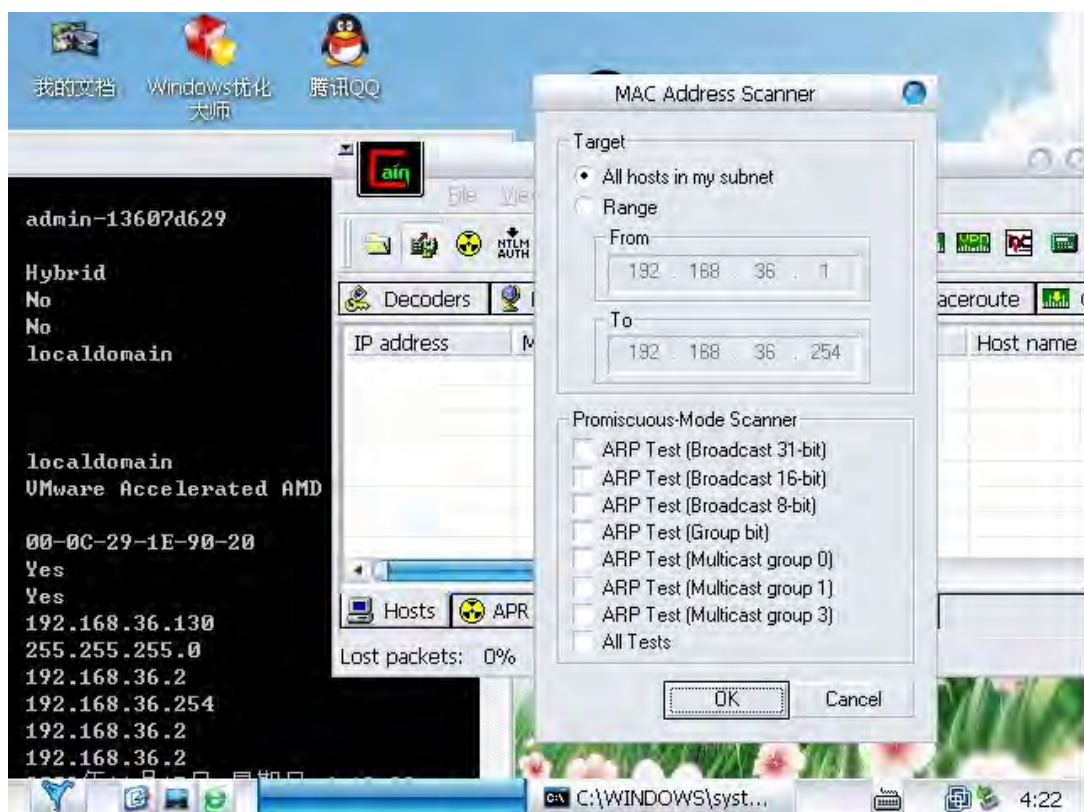 我的文档
Windows优化
大师
腾讯QQ
admin-13607d629
Hybrid
No
No
localdomain
localdomain
VMware Accelerated AMD
00-0C-29-1E-90-20
Yes
Yes
192.168.36.130
255.255.255.0
192.168.36.2
192.168.36.254
192.168.36.2
192.168.36.2
Cain
File
View
NTLM
AUTH
VPN
Decoders
aceroute
IP address
Host name
Hosts
APR
Lost packets: 0%
MAC Address Scanner
Target
All hosts in my subnet
Range
From
192 . 168 . 36 . 1
To
192 . 168 . 36 . 254
Promiscuous-Mode Scanner
ARP Test (Broadcast 31-bit)
ARP Test (Broadcast 16-bit)
ARP Test (Broadcast 8-bit)
ARP Test (Group bit)
ARP Test (Multicast group 0)
ARP Test (Multicast group 1)
ARP Test (Multicast group 3)
All Tests
OK
Cancel
C:\WINDOWS\syst...
4:22